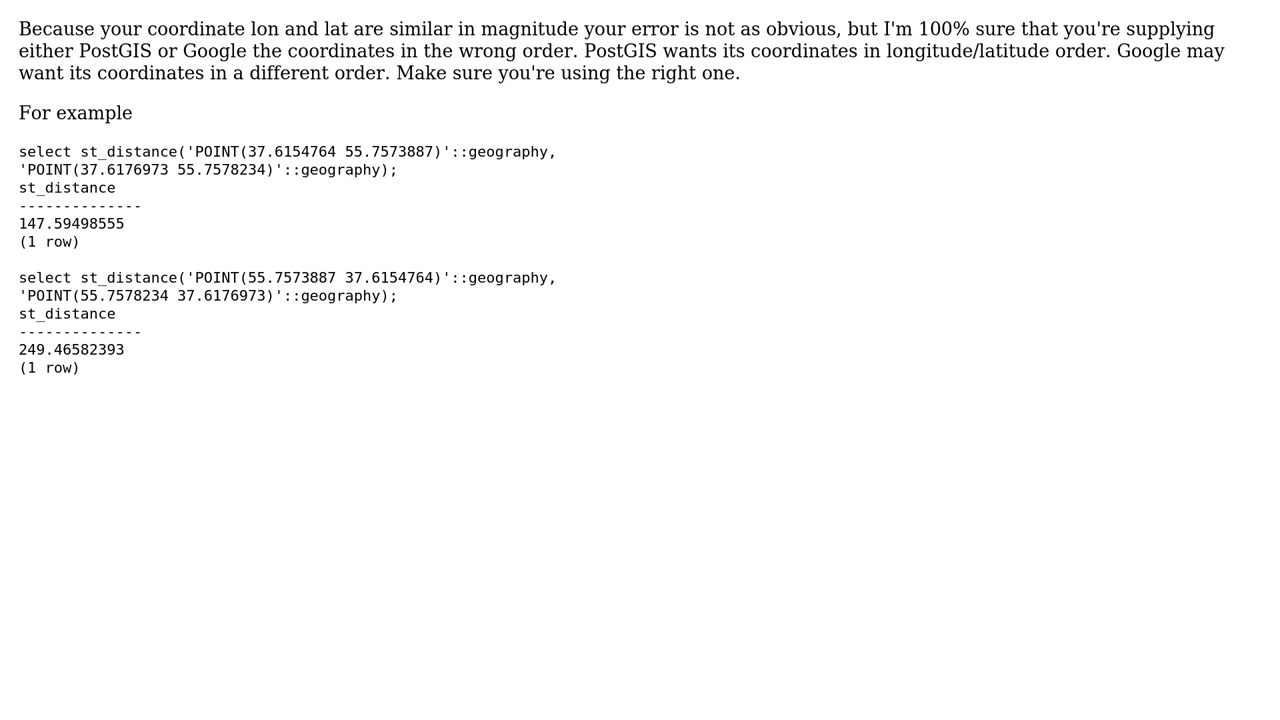 Because your coordinate lon and lat are similar in magnitude your error is not as obvious, but I'm 100% sure that you're supplying
either PostGIS or Google the coordinates in the wrong order. PostGIS wants its coordinates in longitude/latitude order. Google may
want its coordinates in a different order. Make sure you're using the right one.
For example
select st_distance('POINT(37.6154764 55.7573887)'::geography,
'POINT(37.6176973 55.7578234)'::geography);
st_distance
--------------
147.59498555
(1 row)
select st_distance('POINT(55.7573887 37.6154764)'::geography,
'POINT(55.7578234 37.6176973)'::geography);
st_distance
--------------
249.46582393
(1 row)